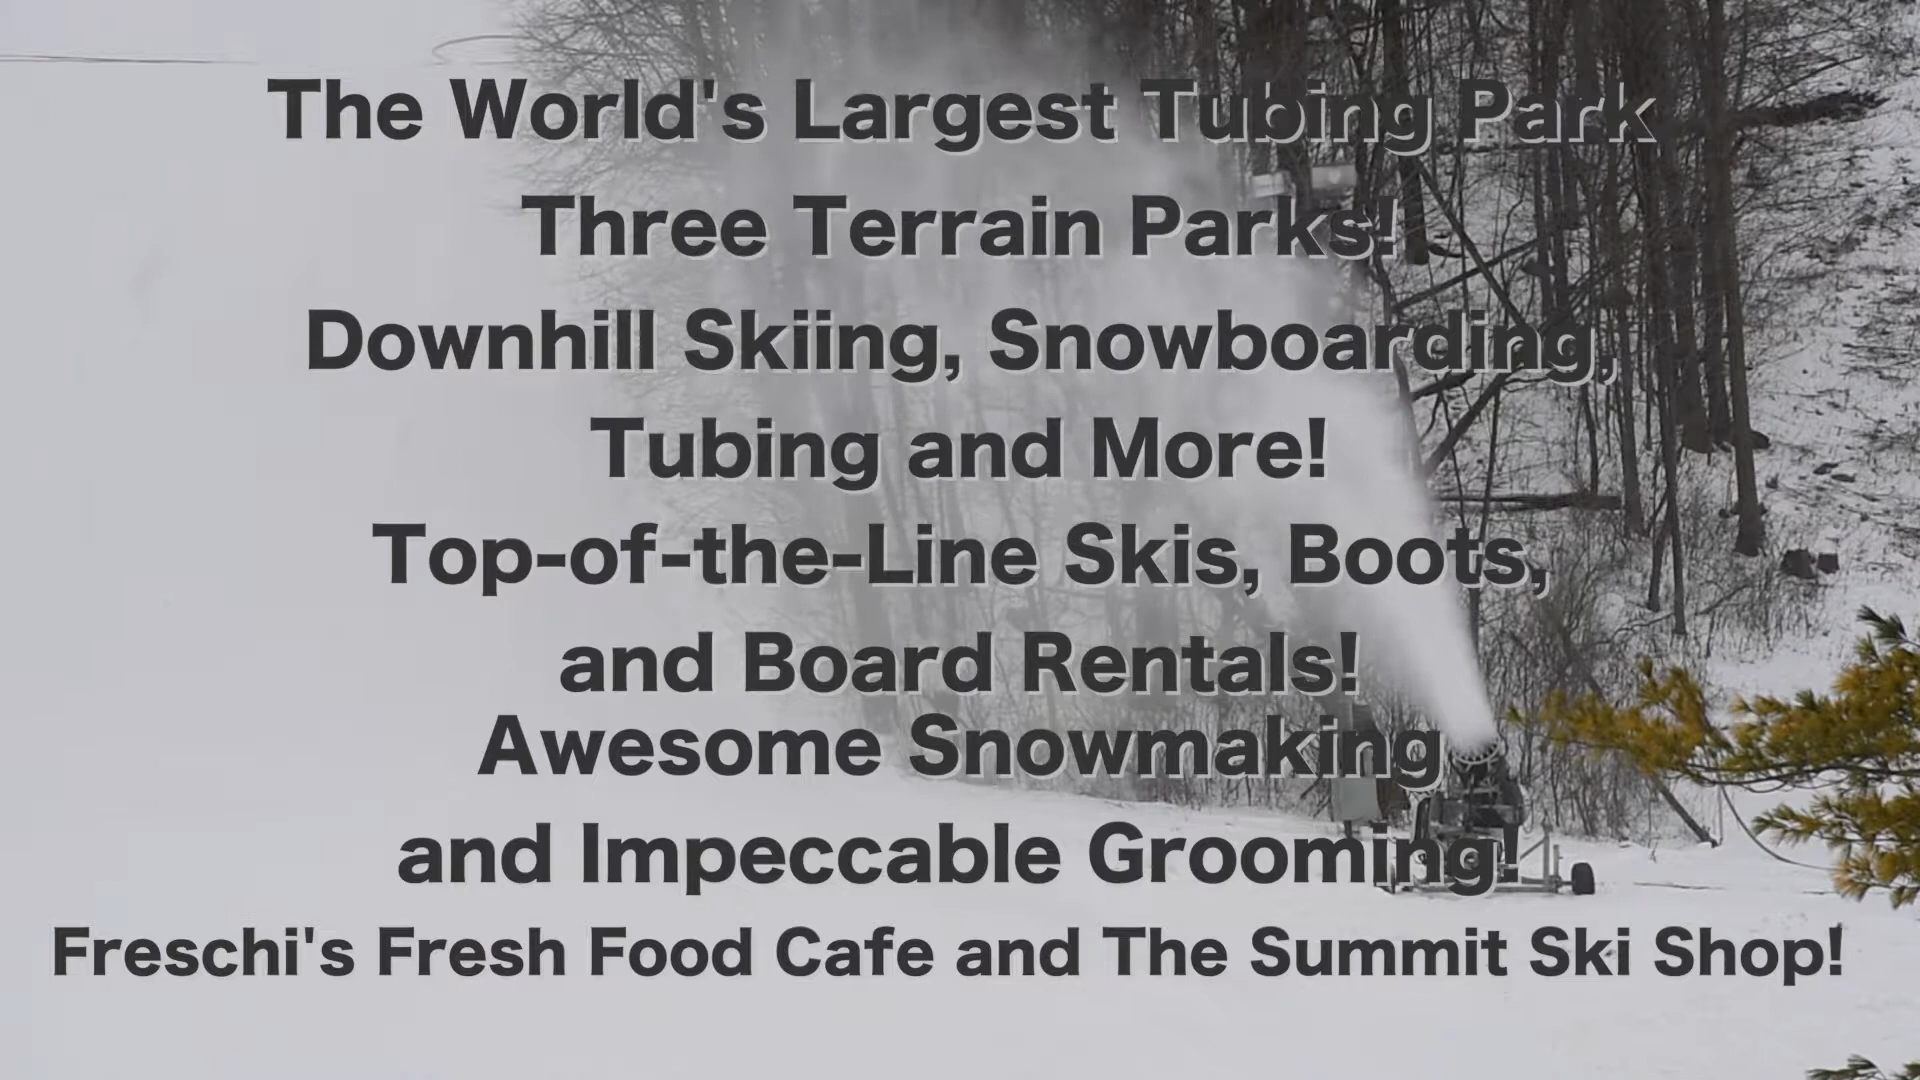 The World's Largest Tubing Park
Three Terrain Parks!
Downhill Skiing, Snowboarding,
Tubing and More!
Top-of-the-Line Skis, Boots,
and Board Rentals!
Awesome Snowmaking
and Impeccable Grooming!
Freschi's Fresh Food Cafe and The Summit Ski Shop!